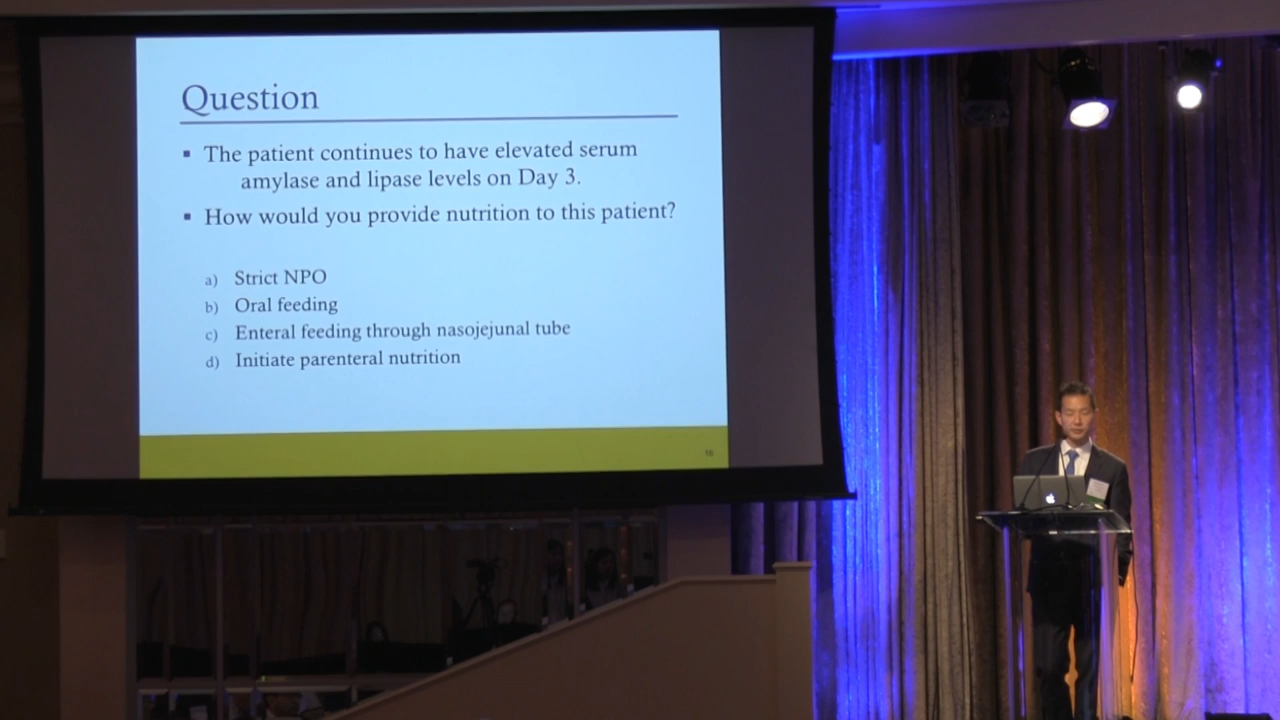 Question
▪ The patient continues to have elevated serum
amylase and lipase levels on Day 3.
▪ How would you provide nutrition to this patient?
a) Strict NPO
b) Oral feeding
c) Enteral feeding through nasojejunal tube
d) Initiate parenteral nutrition
16